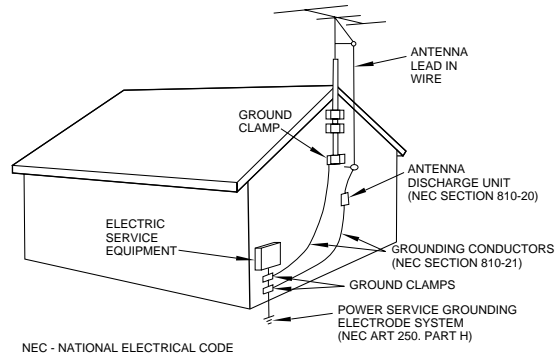 ANTENNA
LEAD IN
WIRE
GROUND
CLAMP
ANTENNA
DISCHARGE UNIT
(NEC SECTION 810-20)
ELECTRIC
SERVICE
EQUIPMENT
GROUNDING CONDUCTORS
(NEC SECTION 810-21)
GROUND CLAMPS
POWER SERVICE GROUNDING
ELECTRODE SYSTEM
(NEC ART 250. PART H)
NEC - NATIONAL ELECTRICAL CODE